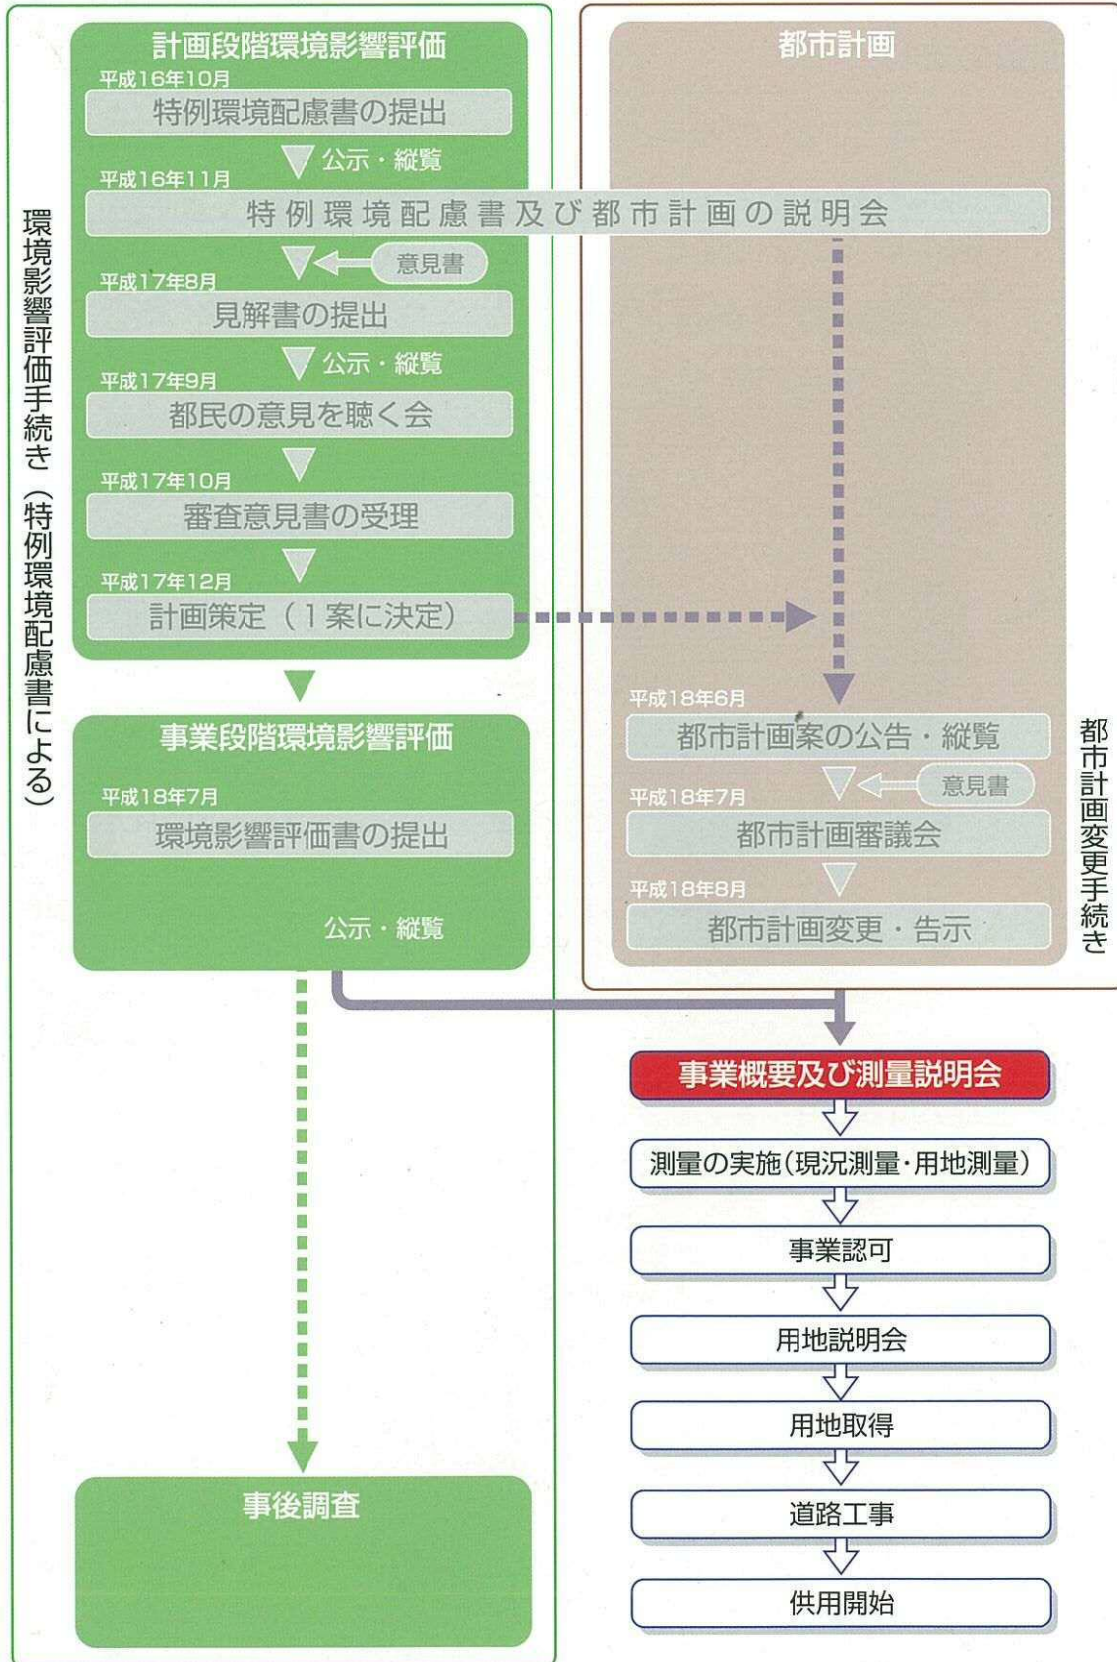 環境影響評価手続き（特例環境配慮書による）
計画段階環境影響評価
平成16年10月
特例環境配慮書の提出
公示・縦覧
平成16年11月
特例環境配慮書及び都市計画の説明会
意見書
平成17年8月
見解書の提出
公示・縦覧
平成17年9月
都民の意見を聴く会
平成17年10月
審査意見書の受理
平成17年12月
計画策定（1案に決定）
事業段階環境影響評価
平成18年7月
環境影響評価書の提出
公示・縦覧
事後調査
都市計画変更手続き
都市計画
平成18年6月
都市計画案の公告・縦覧
意見書
平成18年7月
都市計画審議会
平成18年8月
都市計画変更・告示
事業概要及び測量説明会
測量の実施（現況測量・用地測量）
事業認可
用地説明会
用地取得
道路工事
供用開始